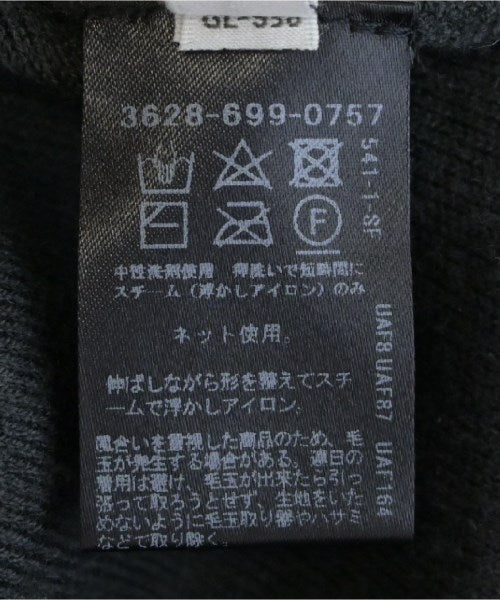 3628-699-0757
541-1-SF
F
中性洗剤使用 押洗いで短時間に
スチーム(浮かしアイロン)のみ
ネット使用。
伸ばしながら形を整えてスチ
ームで浮かしアイロン。
風合いを重視した商品のため、毛
玉が発生する場合がある。連日の
着用は避け、毛玉が出来たら引っ
張って取ろうとせず、生地をいた
めないように毛玉取り器やハサミ
などで取り除く。
UAF8 UAF87